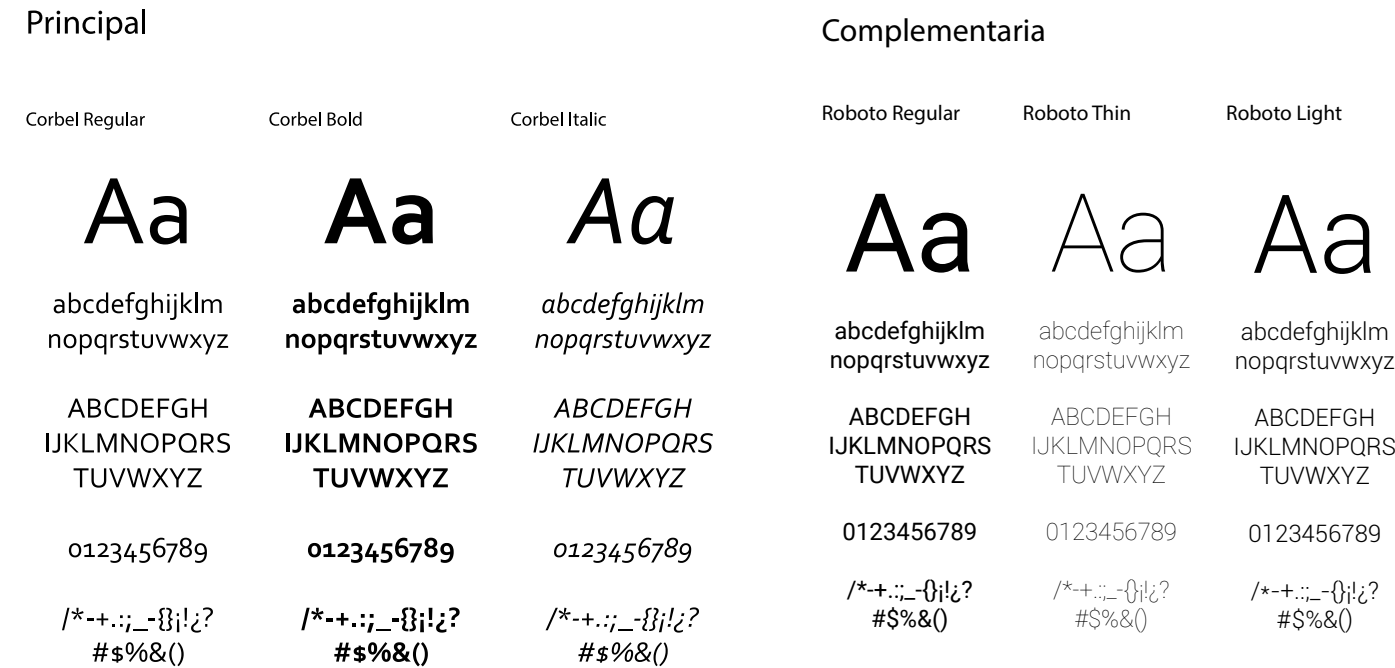 Principal
Corbel Regular
Aa
abcdefghijklm
nopqrstuvwxyz
ABCDEFGH
IJKLMNOPQRS
TUVWXYZ
0123456789
/*-+.:;_-{}¡!¿?
#$%&()
Corbel Bold
Aa
abcdefghijklm
nopqrstuvwxyz
ABCDEFGH
IJKLMNOPQRS
TUVWXYZ
0123456789
/*-+.:;_-{}¡!¿?
#$%&()
Corbel Italic
Aa
abcdefghijklm
nopqrstuvwxyz
ABCDEFGH
IJKLMNOPQRS
TUVWXYZ
0123456789
/*-+.:;_-{}¡!¿?
#$%&()
Complementaria
Roboto Regular
Aa
abcdefghijklm
nopqrstuvwxyz
ABCDEFGH
IJKLMNOPQRS
TUVWXYZ
0123456789
/*-+.:;_-{}¡!¿?
#$%&()
Roboto Thin
Aa
abcdefghijklm
nopqrstuvwxyz
ABCDEFGH
IJKLMNOPQRS
TUVWXYZ
0123456789
/*-+.:;_-{}¡!¿?
#$%&()
Roboto Light
Aa
abcdefghijklm
nopqrstuvwxyz
ABCDEFGH
IJKLMNOPQRS
TUVWXYZ
0123456789
/*-+.:;_-{}¡!¿?
#$%&()